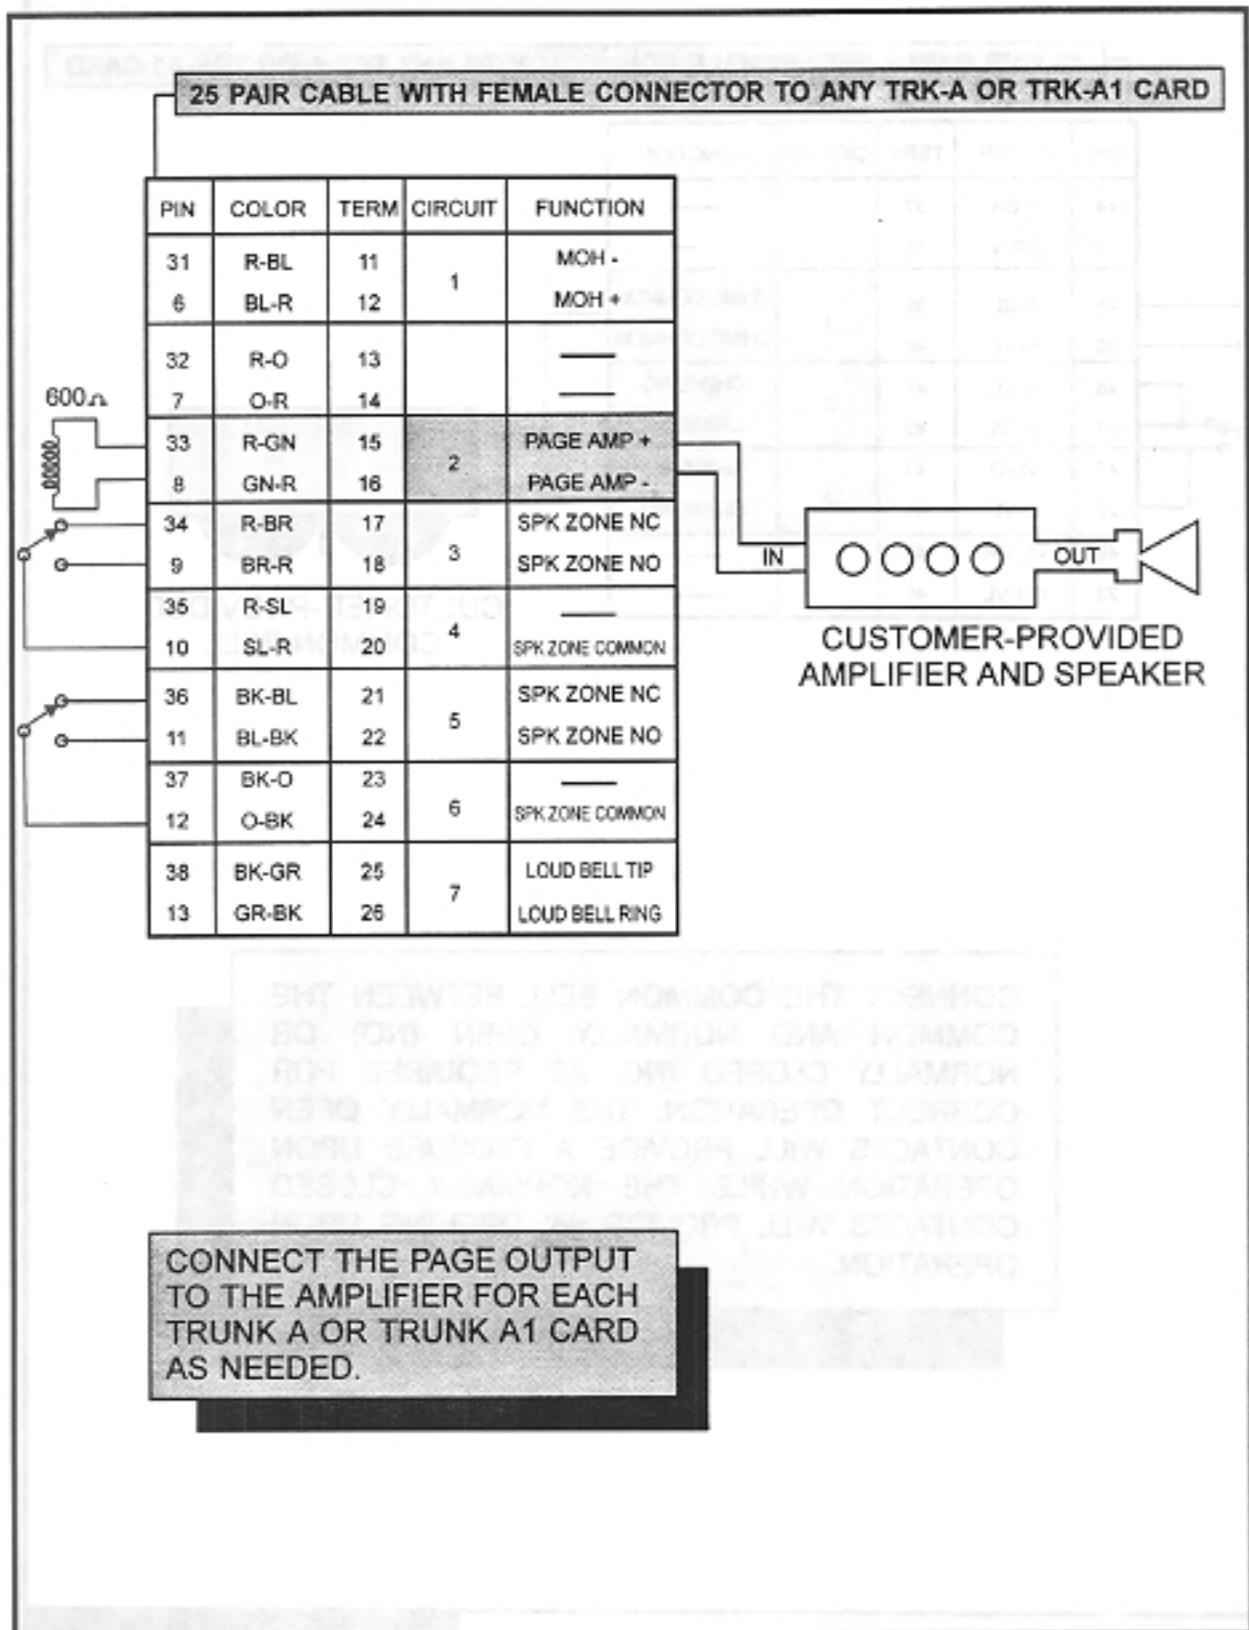 25 PAIR CABLE WITH FEMALE CONNECTOR TO ANY TRK-A OR TRK-A1 CARD
PIN COLOR TERM CIRCUIT FUNCTION
31 R-BL 11 1 MOH -
6 BL-R 12 MOH +
32 R-O 13 —
7 O-R 14 —
600Ω
33 R-GN 15 2 PAGE AMP +
8 GN-R 16 PAGE AMP -
34 R-BR 17 3 SPK ZONE NC
9 BR-R 18 SPK ZONE NO
35 R-SL 19 4 —
10 SL-R 20 SPK ZONE COMMON
36 BK-BL 21 5 SPK ZONE NC
11 BL-BK 22 SPK ZONE NO
37 BK-O 23 6 —
12 O-BK 24 SPK ZONE COMMON
38 BK-GR 25 7 LOUD BELL TIP
13 GR-BK 26 LOUD BELL RING
IN OUT
CUSTOMER-PROVIDED
AMPLIFIER AND SPEAKER
CONNECT THE PAGE OUTPUT
TO THE AMPLIFIER FOR EACH
TRUNK A OR TRUNK A1 CARD
AS NEEDED.